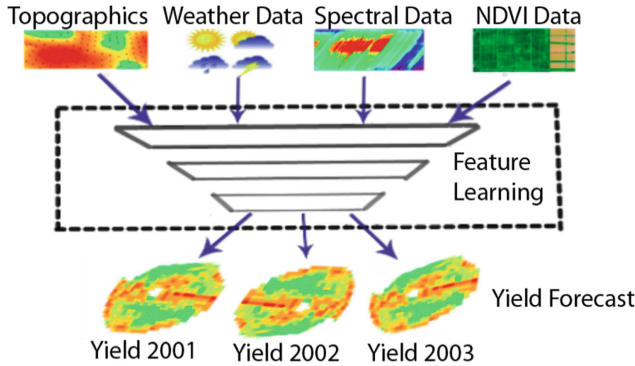 Topographics Weather Data Spectral Data NDVI Data
Feature
Learning
Yield Forecast
Yield 2001 Yield 2002 Yield 2003